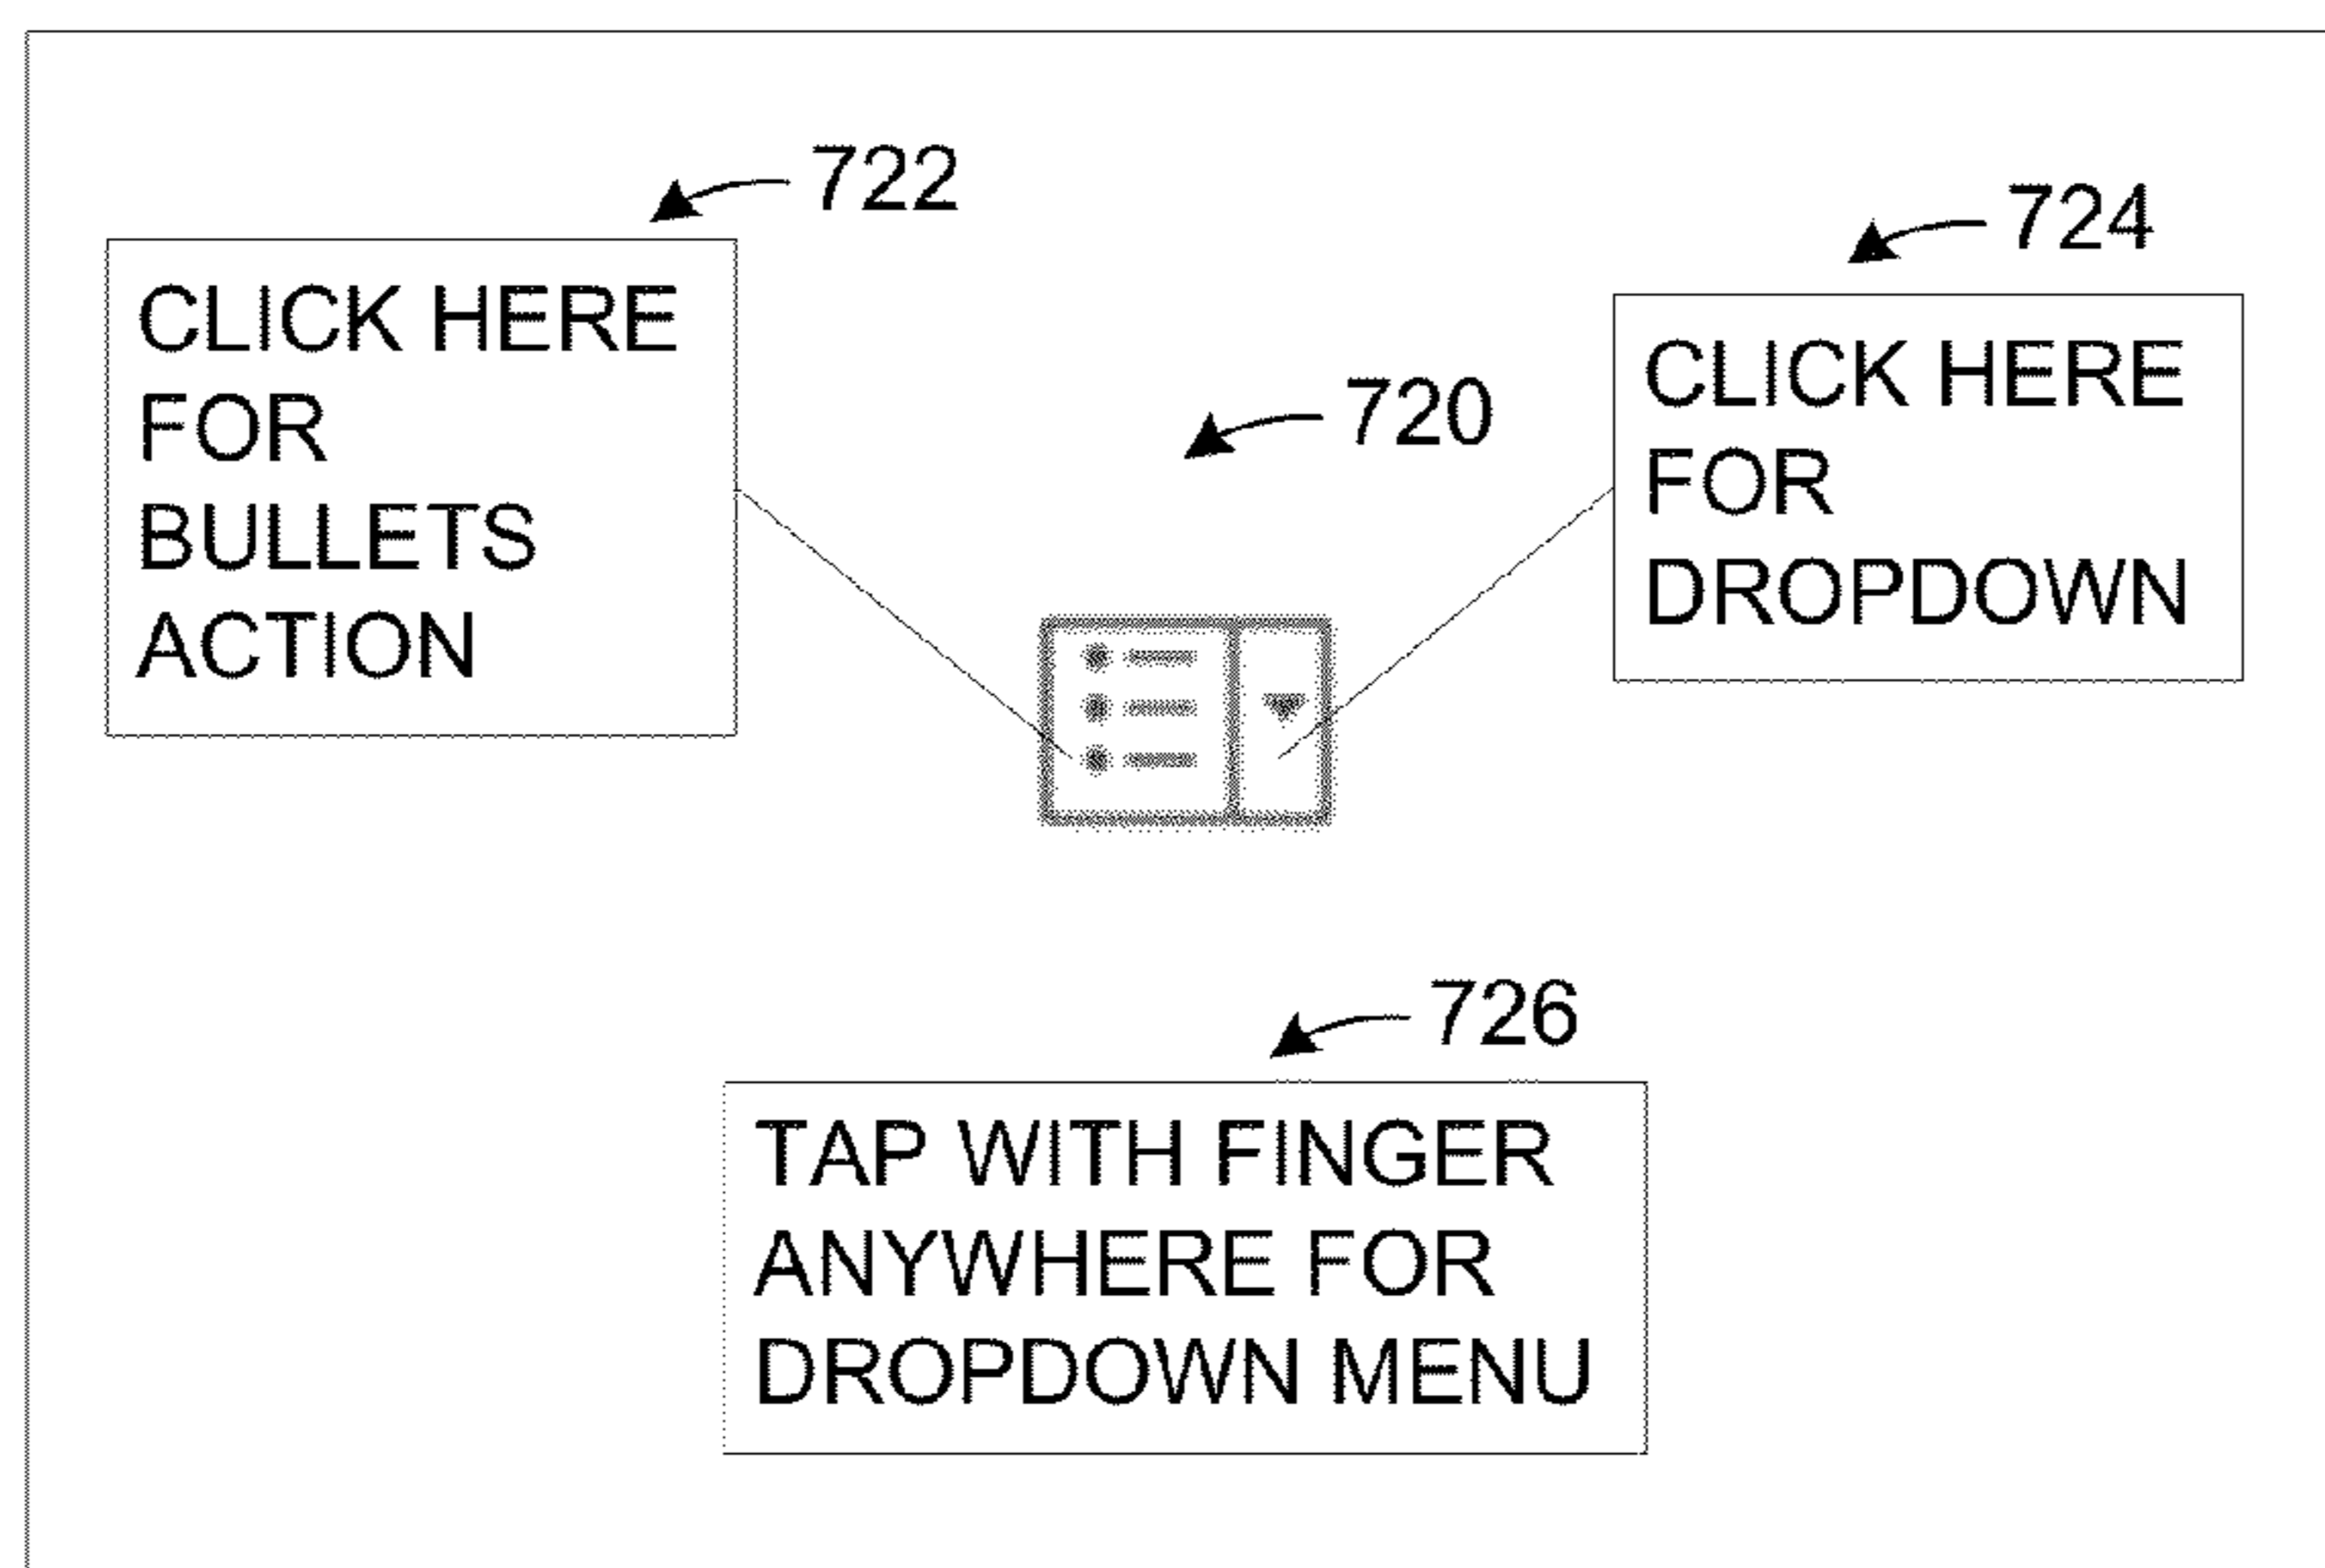 722
CLICK HERE
FOR
BULLETS
ACTION
724
CLICK HERE
FOR
DROPDOWN
720
726
TAP WITH FINGER
ANYWHERE FOR
DROPDOWN MENU